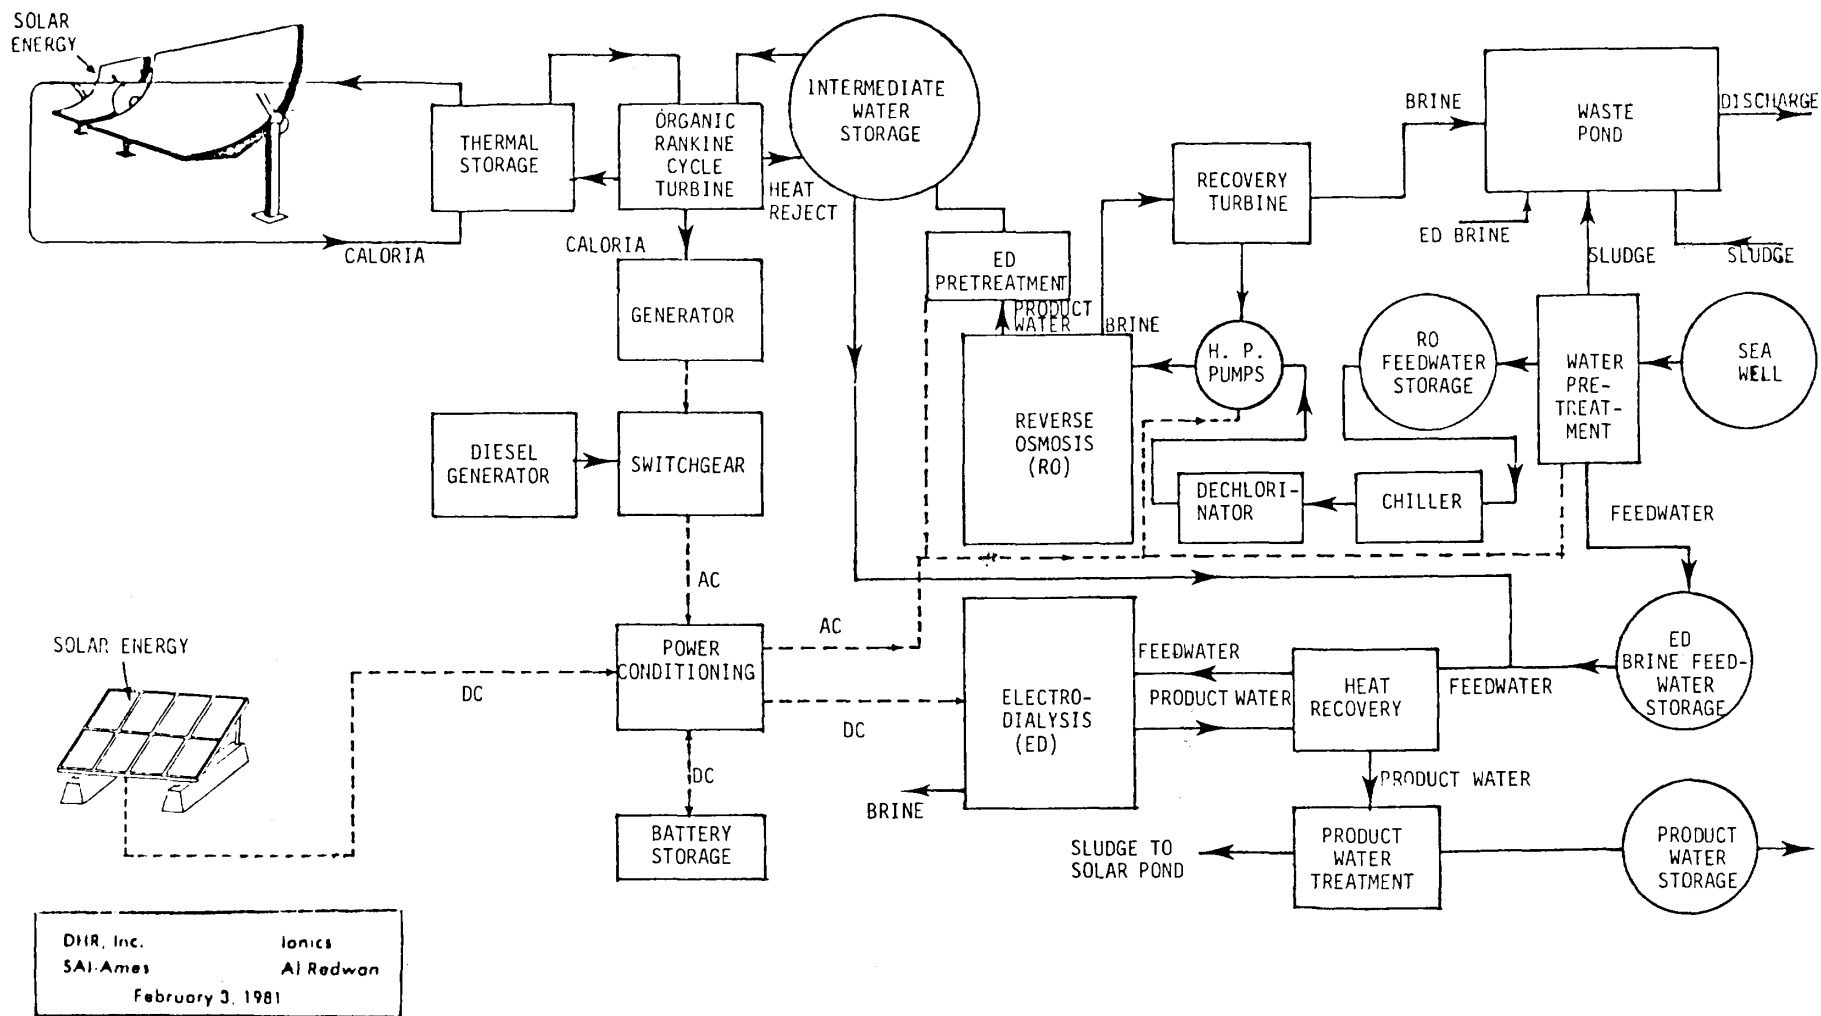 SOLAR
ENERGY
THERMAL
STORAGE
CALORIA
ORGANIC
RANKINE
CYCLE
TURBINE
HEAT
REJECT
INTERMEDIATE
WATER
STORAGE
CALORIA
GENERATOR
DIESEL
GENERATOR
SWITCHGEAR
AC
POWER
CONDITIONING
AC
DC
DC
DC
BATTERY
STORAGE
SOLAR ENERGY
ED
PRETREATMENT
PRODUCT
WATER
BRINE
REVERSE
OSMOSIS
(RO)
RECOVERY
TURBINE
H. P.
PUMPS
BRINE
WASTE
POND
DISCHARGE
ED BRINE
SLUDGE
SLUDGE
RO
FEEDWATER
STORAGE
WATER
PRE-
TREAT-
MENT
SEA
WELL
DECHLORI-
NATOR
CHILLER
FEEDWATER
ELECTRO-
DIALYSIS
(ED)
BRINE
FEEDWATER
PRODUCT WATER
HEAT
RECOVERY
FEEDWATER
ED
BRINE FEED-
WATER
STORAGE
PRODUCT WATER
SLUDGE TO
SOLAR POND
PRODUCT
WATER
TREATMENT
PRODUCT
WATER
STORAGE
DHR, Inc. Ionics
SAI-Ames Al Radwan
February 3, 1981